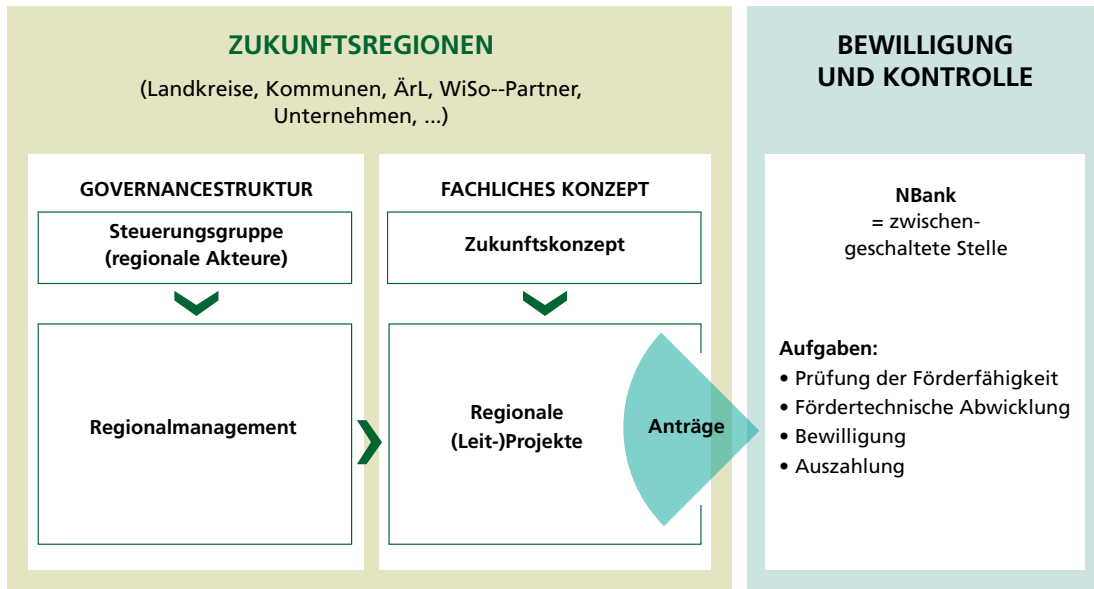 ZUKUNFTSREGIONEN
(Landkreise, Kommunen, ÄrL, WiSo--Partner,
Unternehmen, ...)
GOVERNANCESTRUKTUR
Steuerungsgruppe
(regionale Akteure)
Regionalmanagement
FACHLICHES KONZEPT
Zukunftskonzept
Regionale
(Leit-)Projekte
Anträge
BEWILLIGUNG
UND KONTROLLE
NBank
= zwischen-
geschaltete Stelle
Aufgaben:
• Prüfung der Förderfähigkeit
• Fördertechnische Abwicklung
• Bewilligung
• Auszahlung